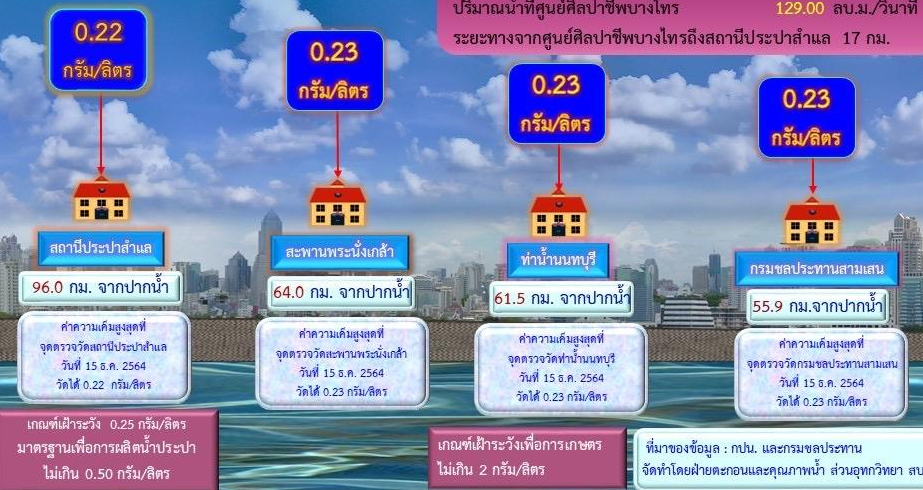 ปริมาณน้ำที่ศูนย์ศิลปาชีพบางไทร 129.00 ลบ.ม./วินาที
ระยะทางจากศูนย์ศิลปาชีพบางไทรถึงสถานีประปาสำแล 17 กม.
0.22
กรัม/ลิตร
0.23
กรัม/ลิตร
0.23
กรัม/ลิตร
0.23
กรัม/ลิตร
สถานีประปาสำแล
สะพานพระนั่งเกล้า
ท่าน้ำนนทบุรี
กรมชลประทานสามเสน
96.0 กม. จากปากน้ำ
64.0 กม. จากปากน้ำ
61.5 กม. จากปากน้ำ
55.9 กม.จากปากน้ำ
ค่าความเค็มสูงสุดที่
จุดตรวจวัดสถานีประปาสำแล
วันที่ 15 ธ.ค. 2564
วัดได้ 0.22 กรัม/ลิตร
ค่าความเค็มสูงสุดที่
จุดตรวจวัดสะพานพระนั่งเกล้า
วันที่ 15 ธ.ค. 2564
วัดได้ 0.23 กรัม/ลิตร
ค่าความเค็มสูงสุดที่
จุดตรวจวัดท่าน้ำนนทบุรี
วันที่ 15 ธ.ค. 2564
วัดได้ 0.23 กรัม/ลิตร
ค่าความเค็มสูงสุดที่
จุดตรวจวัดกรมชลประทานสามเสน
วันที่ 15 ธ.ค. 2564
วัดได้ 0.23 กรัม/ลิตร
เกณฑ์เฝ้าระวัง 0.25 กรัม/ลิตร
มาตรฐานเพื่อการผลิตน้ำประปา
ไม่เกิน 0.50 กรัม/ลิตร
เกณฑ์เฝ้าระวังเพื่อการเกษตร
ไม่เกิน 2 กรัม/ลิตร
ที่มาของข้อมูล : กปน. และกรมชลประทาน
จัดทำโดยฝ่ายตะกอนและคุณภาพน้ำ ส่วนอุทกวิทยา สบ